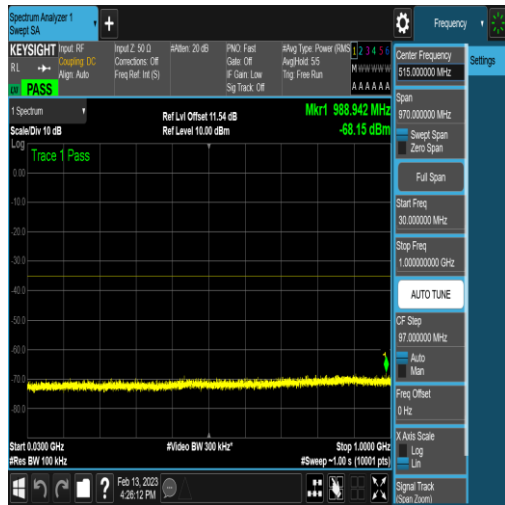 Spectrum Analyzer 1
Swept SA
Frequency
KEYSIGHT
RL
PASS
Input: RF
Coupling: DC
Align: Auto
Input Z: 50 Ω
Corrections: Off
Freq Ref: Int (S)
#Atten: 20 dB
PNO: Fast
Gate: Off
IF Gain: Low
Sig Track: Off
#Avg Type: Power (RMS
Avg|Hold: 5/5
Trig: Free Run
1 2 3 4 5 6
M W W W W W
A A A A A A
1 Spectrum
Scale/Div 10 dB
Ref Lvl Offset 11.54 dB
Ref Level 10.00 dBm
Mkr1 988.942 MHz
-68.15 dBm
Log
Trace 1 Pass
0.00
-10.0
-20.0
-30.0
-40.0
-50.0
-60.0
-70.0
-80.0
1
Start 0.0300 GHz
#Res BW 100 kHz
#Video BW 300 kHz*
Stop 1.0000 GHz
#Sweep ~1.00 s (10001 pts)
Feb 13, 2023
4:26:12 PM
Center Frequency
515.000000 MHz
Settings
Span
970.000000 MHz
Swept Span
Zero Span
Full Span
Start Freq
30.000000 MHz
Stop Freq
1.000000000 GHz
AUTO TUNE
CF Step
97.000000 MHz
Auto
Man
Freq Offset
0 Hz
X Axis Scale
Log
Lin
Signal Track
(Span Zoom)